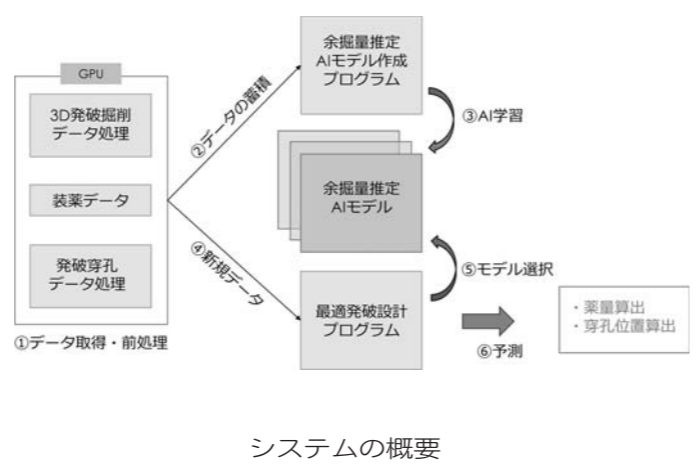 GPU
3D発破掘削
データ処理
装薬データ
発破穿孔
データ処理
①データ取得・前処理
②データの蓄積
④新規データ
余掘量推定
AIモデル作成
プログラム
③AI学習
余掘量推定
AIモデル
⑤モデル選択
最適発破設計
プログラム
⑥予測
・薬量算出
・穿孔位置算出
システムの概要